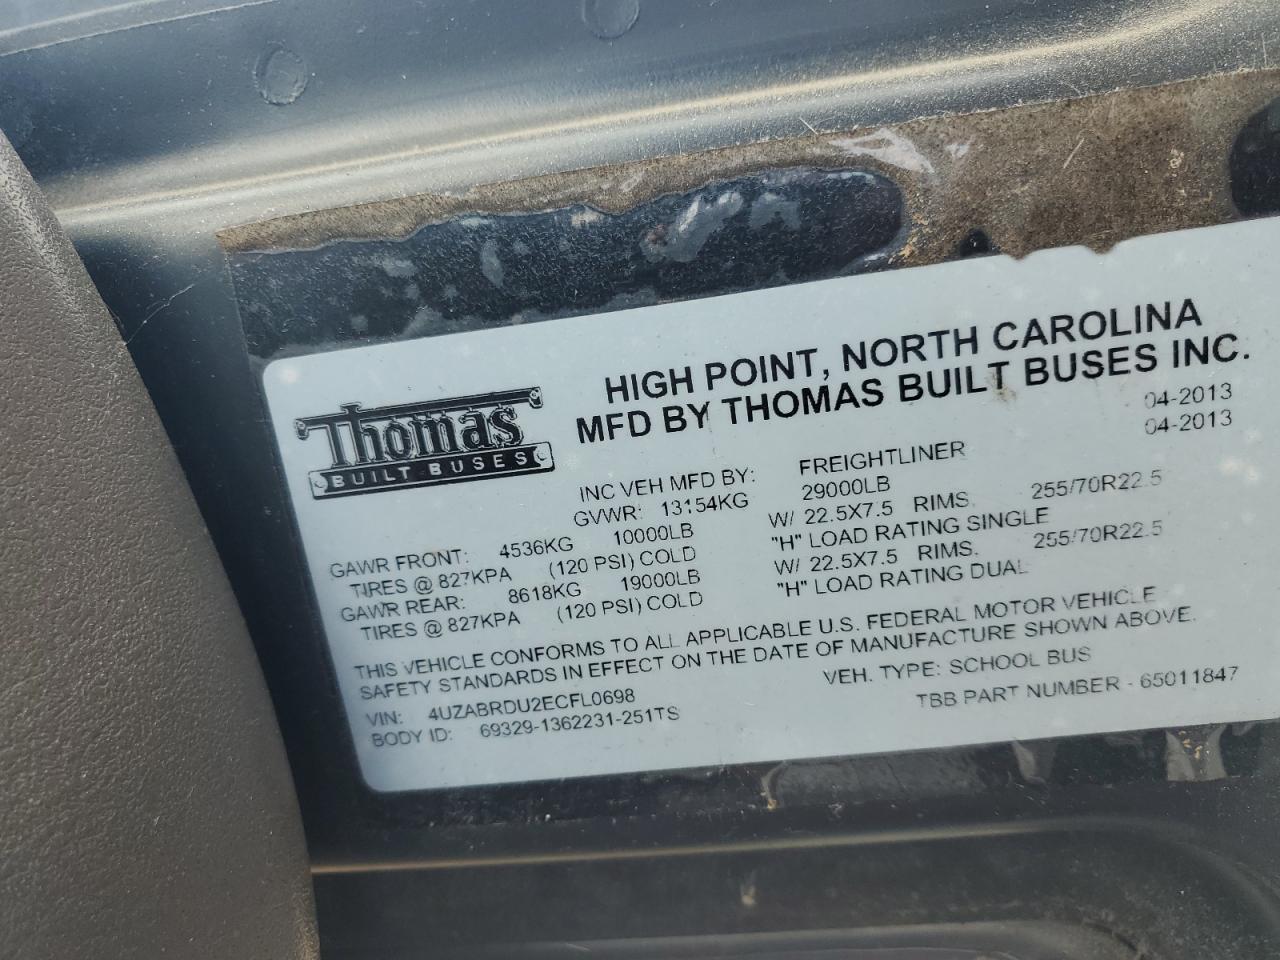 Thomas
BUILT BUSES
HIGH POINT, NORTH CAROLINA
MFD BY THOMAS BUILT BUSES INC.
04-2013
INC VEH MFD BY: FREIGHTLINER 04-2013
GVWR: 13154KG 29000LB
GAWR FRONT: 4536KG 10000LB W/ 22.5X7.5 RIMS. 255/70R22.5
TIRES @ 827KPA (120 PSI) COLD "H" LOAD RATING SINGLE
GAWR REAR: 8618KG 19000LB W/ 22.5X7.5 RIMS. 255/70R22.5
TIRES @ 827KPA (120 PSI) COLD "H" LOAD RATING DUAL
THIS VEHICLE CONFORMS TO ALL APPLICABLE U.S. FEDERAL MOTOR VEHICLE
SAFETY STANDARDS IN EFFECT ON THE DATE OF MANUFACTURE SHOWN ABOVE.
VIN: 4UZABRDU2ECFL0698 VEH. TYPE: SCHOOL BUS
BODY ID: 69329-1362231-251TS TBB PART NUMBER - 65011847